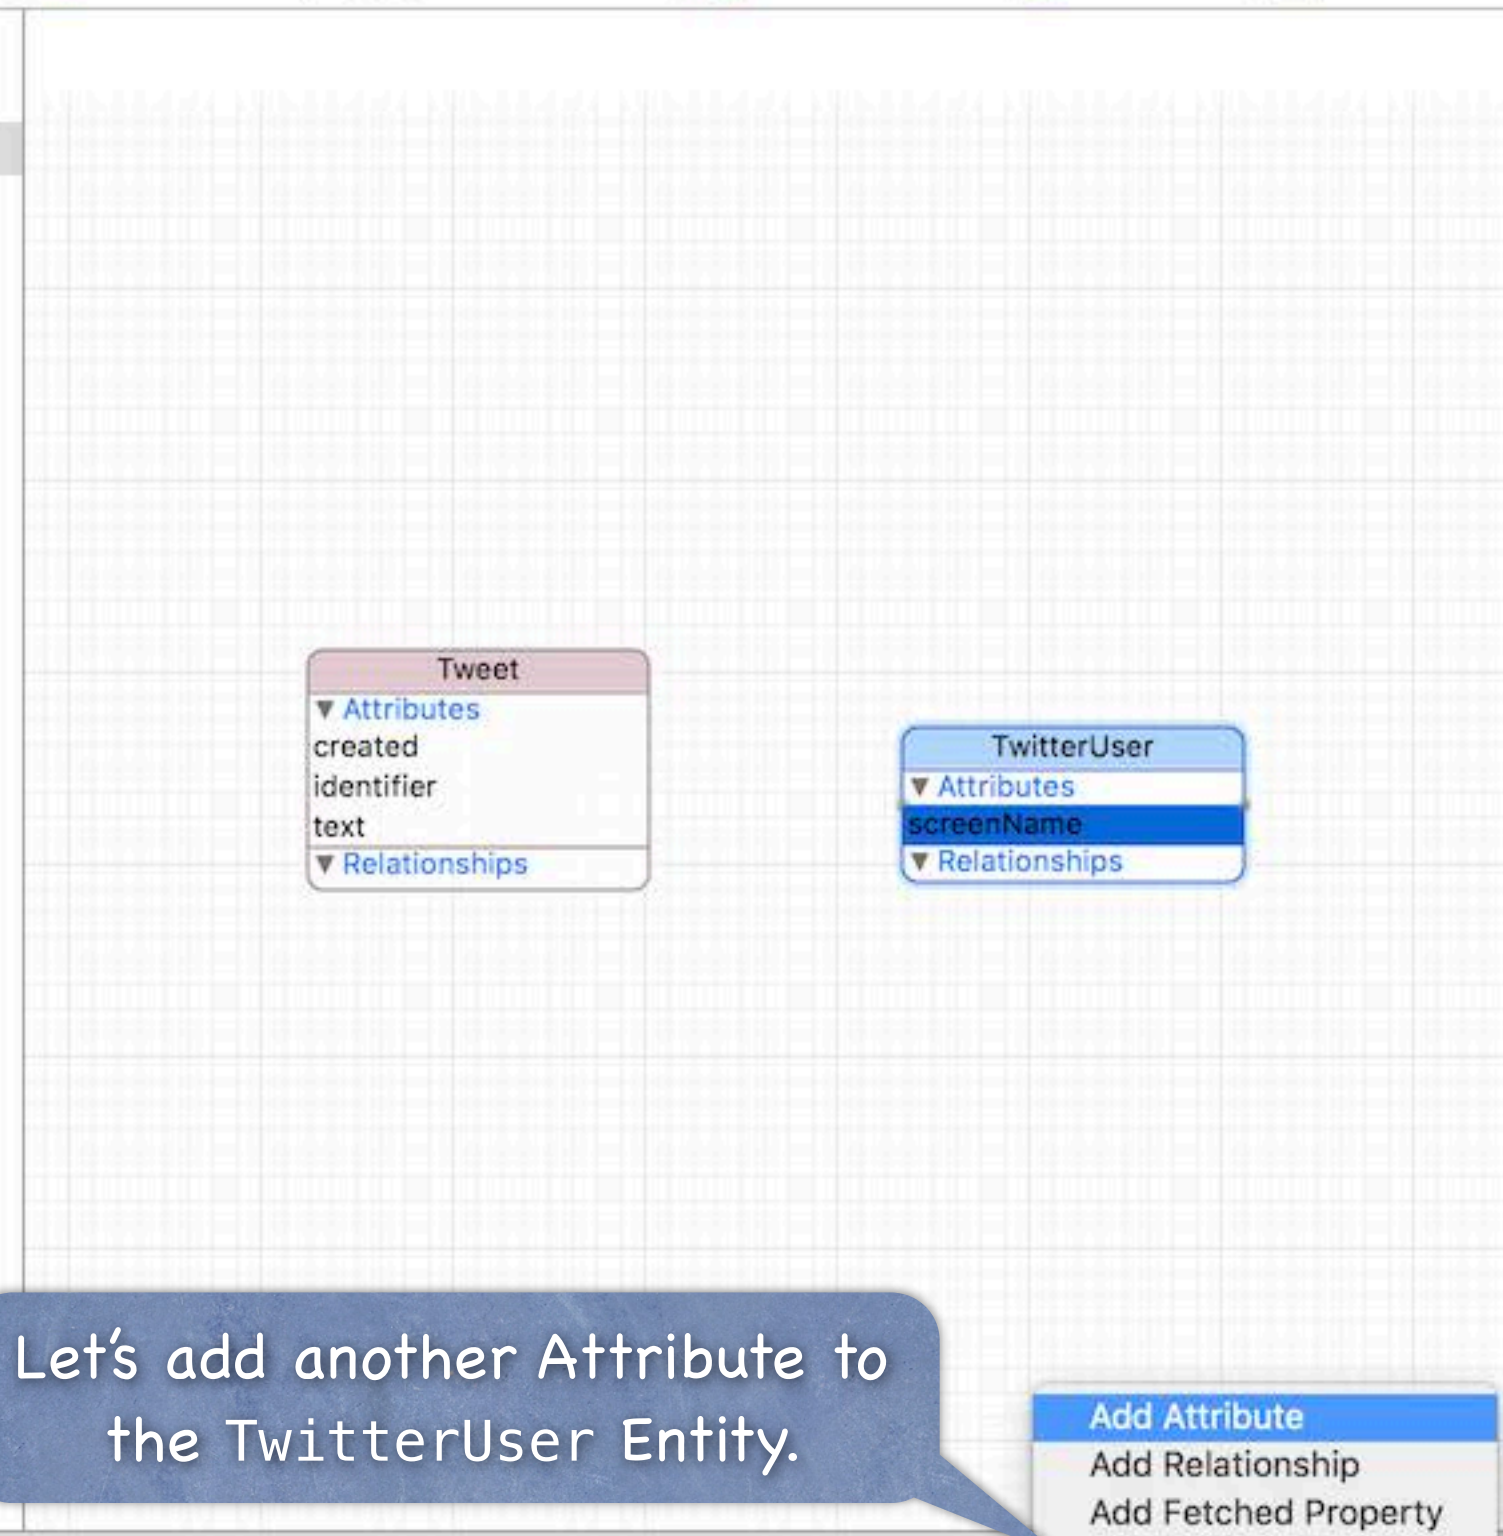 Tweet
▼ Attributes
created
identifier
text
▼ Relationships
TwitterUser
▼ Attributes
screenName
▼ Relationships
Let's add another Attribute to
the TwitterUser Entity.
Add Attribute
Add Relationship
Add Fetched Property